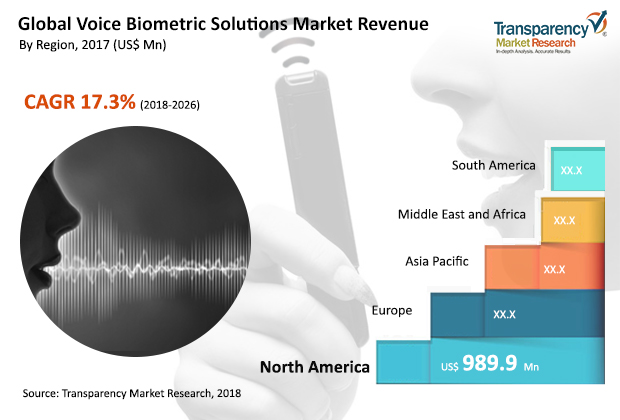 Global Voice Biometric Solutions Market Revenue
By Region, 2017 (US$ Mn)
Transparency
Market Research
In-depth Analysis. Accurate Results
CAGR 17.3% (2018-2026)
South America
XX.X
Middle East and Africa
XX.X
Asia Pacific
XX.X
Europe
XX.X
North America
US$ 989.9 Mn
Source: Transparency Market Research, 2018